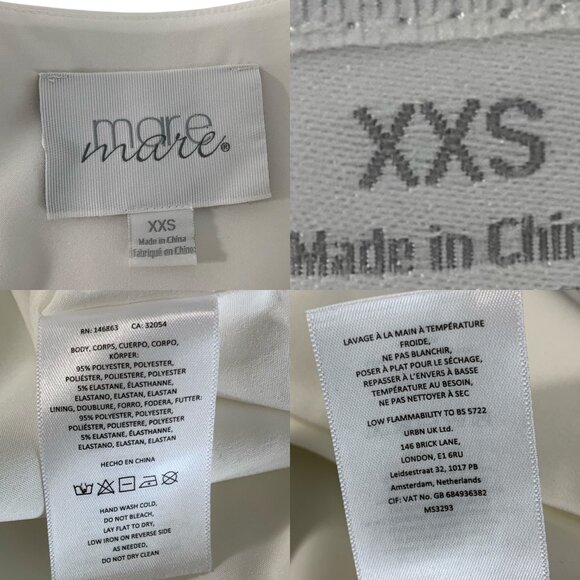 mare
mare®
XXS
Made in China
Fabriqué en Chine
XXS
Made in Chin
RN: 146863 CA: 32054
BODY, CORPS, CUERPO, CORPO,
KÖRPER:
95% POLYESTER, POLYESTER,
POLIÉSTER, POLIESTERE, POLYESTER
5% ELASTANE, ÉLASTHANNE,
ELASTANO, ELASTAN, ELASTAN
LINING, DOUBLURE, FORRO, FODERA, FUTTER:
95% POLYESTER, POLYESTER,
POLIÉSTER, POLIESTERE, POLYESTER
5% ELASTANE, ÉLASTHANNE,
ELASTANO, ELASTAN, ELASTAN
HECHO EN CHINA
HAND WASH COLD.
DO NOT BLEACH,
LAY FLAT TO DRY,
LOW IRON ON REVERSE SIDE
AS NEEDED,
DO NOT DRY CLEAN
LAVAGE À LA MAIN À TEMPÉRATURE
FROIDE,
NE PAS BLANCHIR,
POSER À PLAT POUR LE SÉCHAGE,
REPASSER À L'ENVERS À BASSE
TEMPÉRATURE AU BESOIN,
NE PAS NETTOYER À SEC
LOW FLAMMABILITY TO BS 5722
URBN UK Ltd.
146 BRICK LANE,
LONDON, E1 6RU
Leidsestraat 32, 1017 PB
Amsterdam, Netherlands
CIF: VAT No. GB 684936382
MS3293